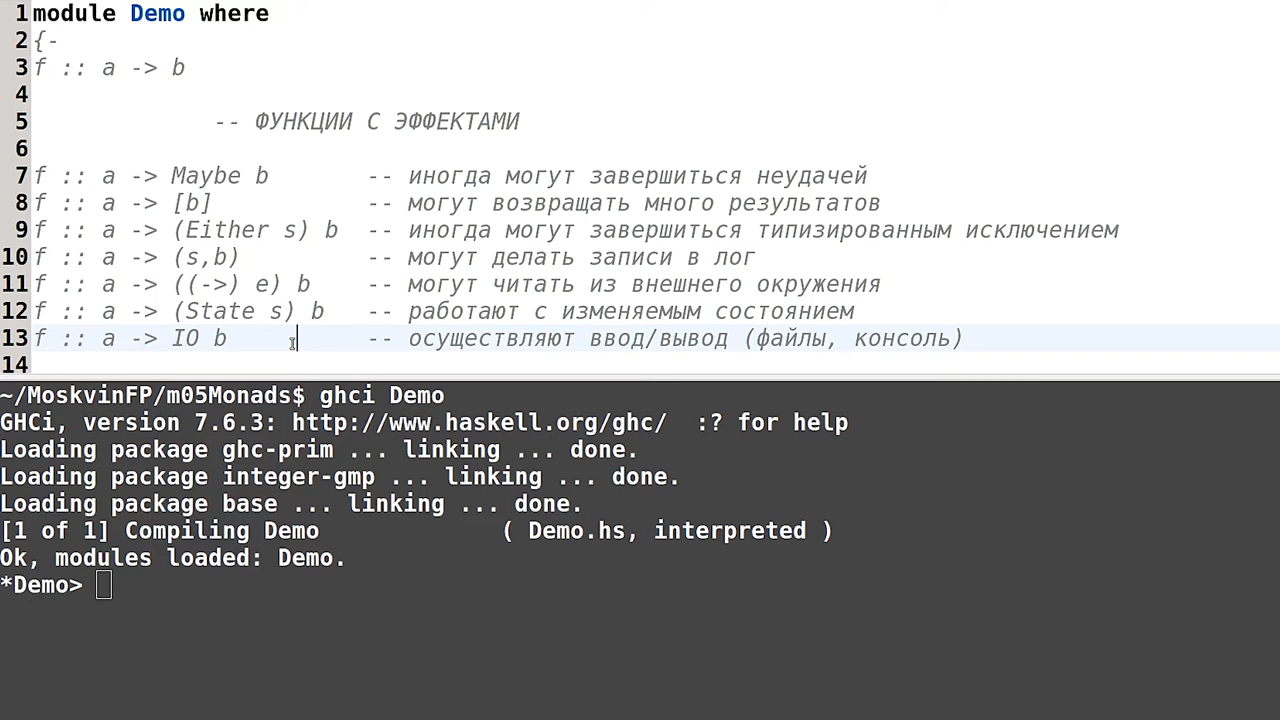 1 module Demo where
2 {-
3 f :: a -> b
4
5 -- ФУНКЦИИ С ЭФФЕКТАМИ
6
7 f :: a -> Maybe b -- иногда могут завершиться неудачей
8 f :: a -> [b] -- могут возвращать много результатов
9 f :: a -> (Either s) b -- иногда могут завершиться типизированным исключением
10 f :: a -> (s,b) -- могут делать записи в лог
11 f :: a -> ((->) e) b -- могут читать из внешнего окружения
12 f :: a -> (State s) b -- работают с изменяемым состоянием
13 f :: a -> IO b -- осуществляют ввод/вывод (файлы, консоль)
14
~/MoskvinFP/m05Monads$ ghci Demo
GHCi, version 7.6.3: http://www.haskell.org/ghc/ :? for help
Loading package ghc-prim ... linking ... done.
Loading package integer-gmp ... linking ... done.
Loading package base ... linking ... done.
[1 of 1] Compiling Demo ( Demo.hs, interpreted )
Ok, modules loaded: Demo.
*Demo>